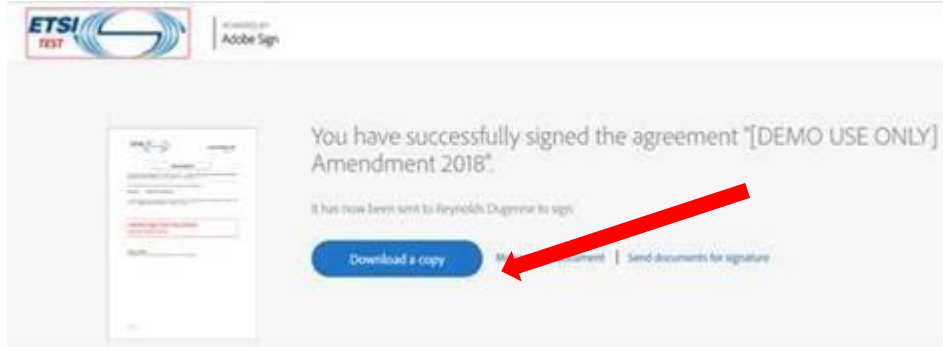 ETSI
TEST
POWERED BY
Adobe Sign
You have successfully signed the agreement "[DEMO USE ONLY]
Amendment 2018".
It has now been sent to Reynolds Dugenne to sign.
Download a copy
Send documents for signature